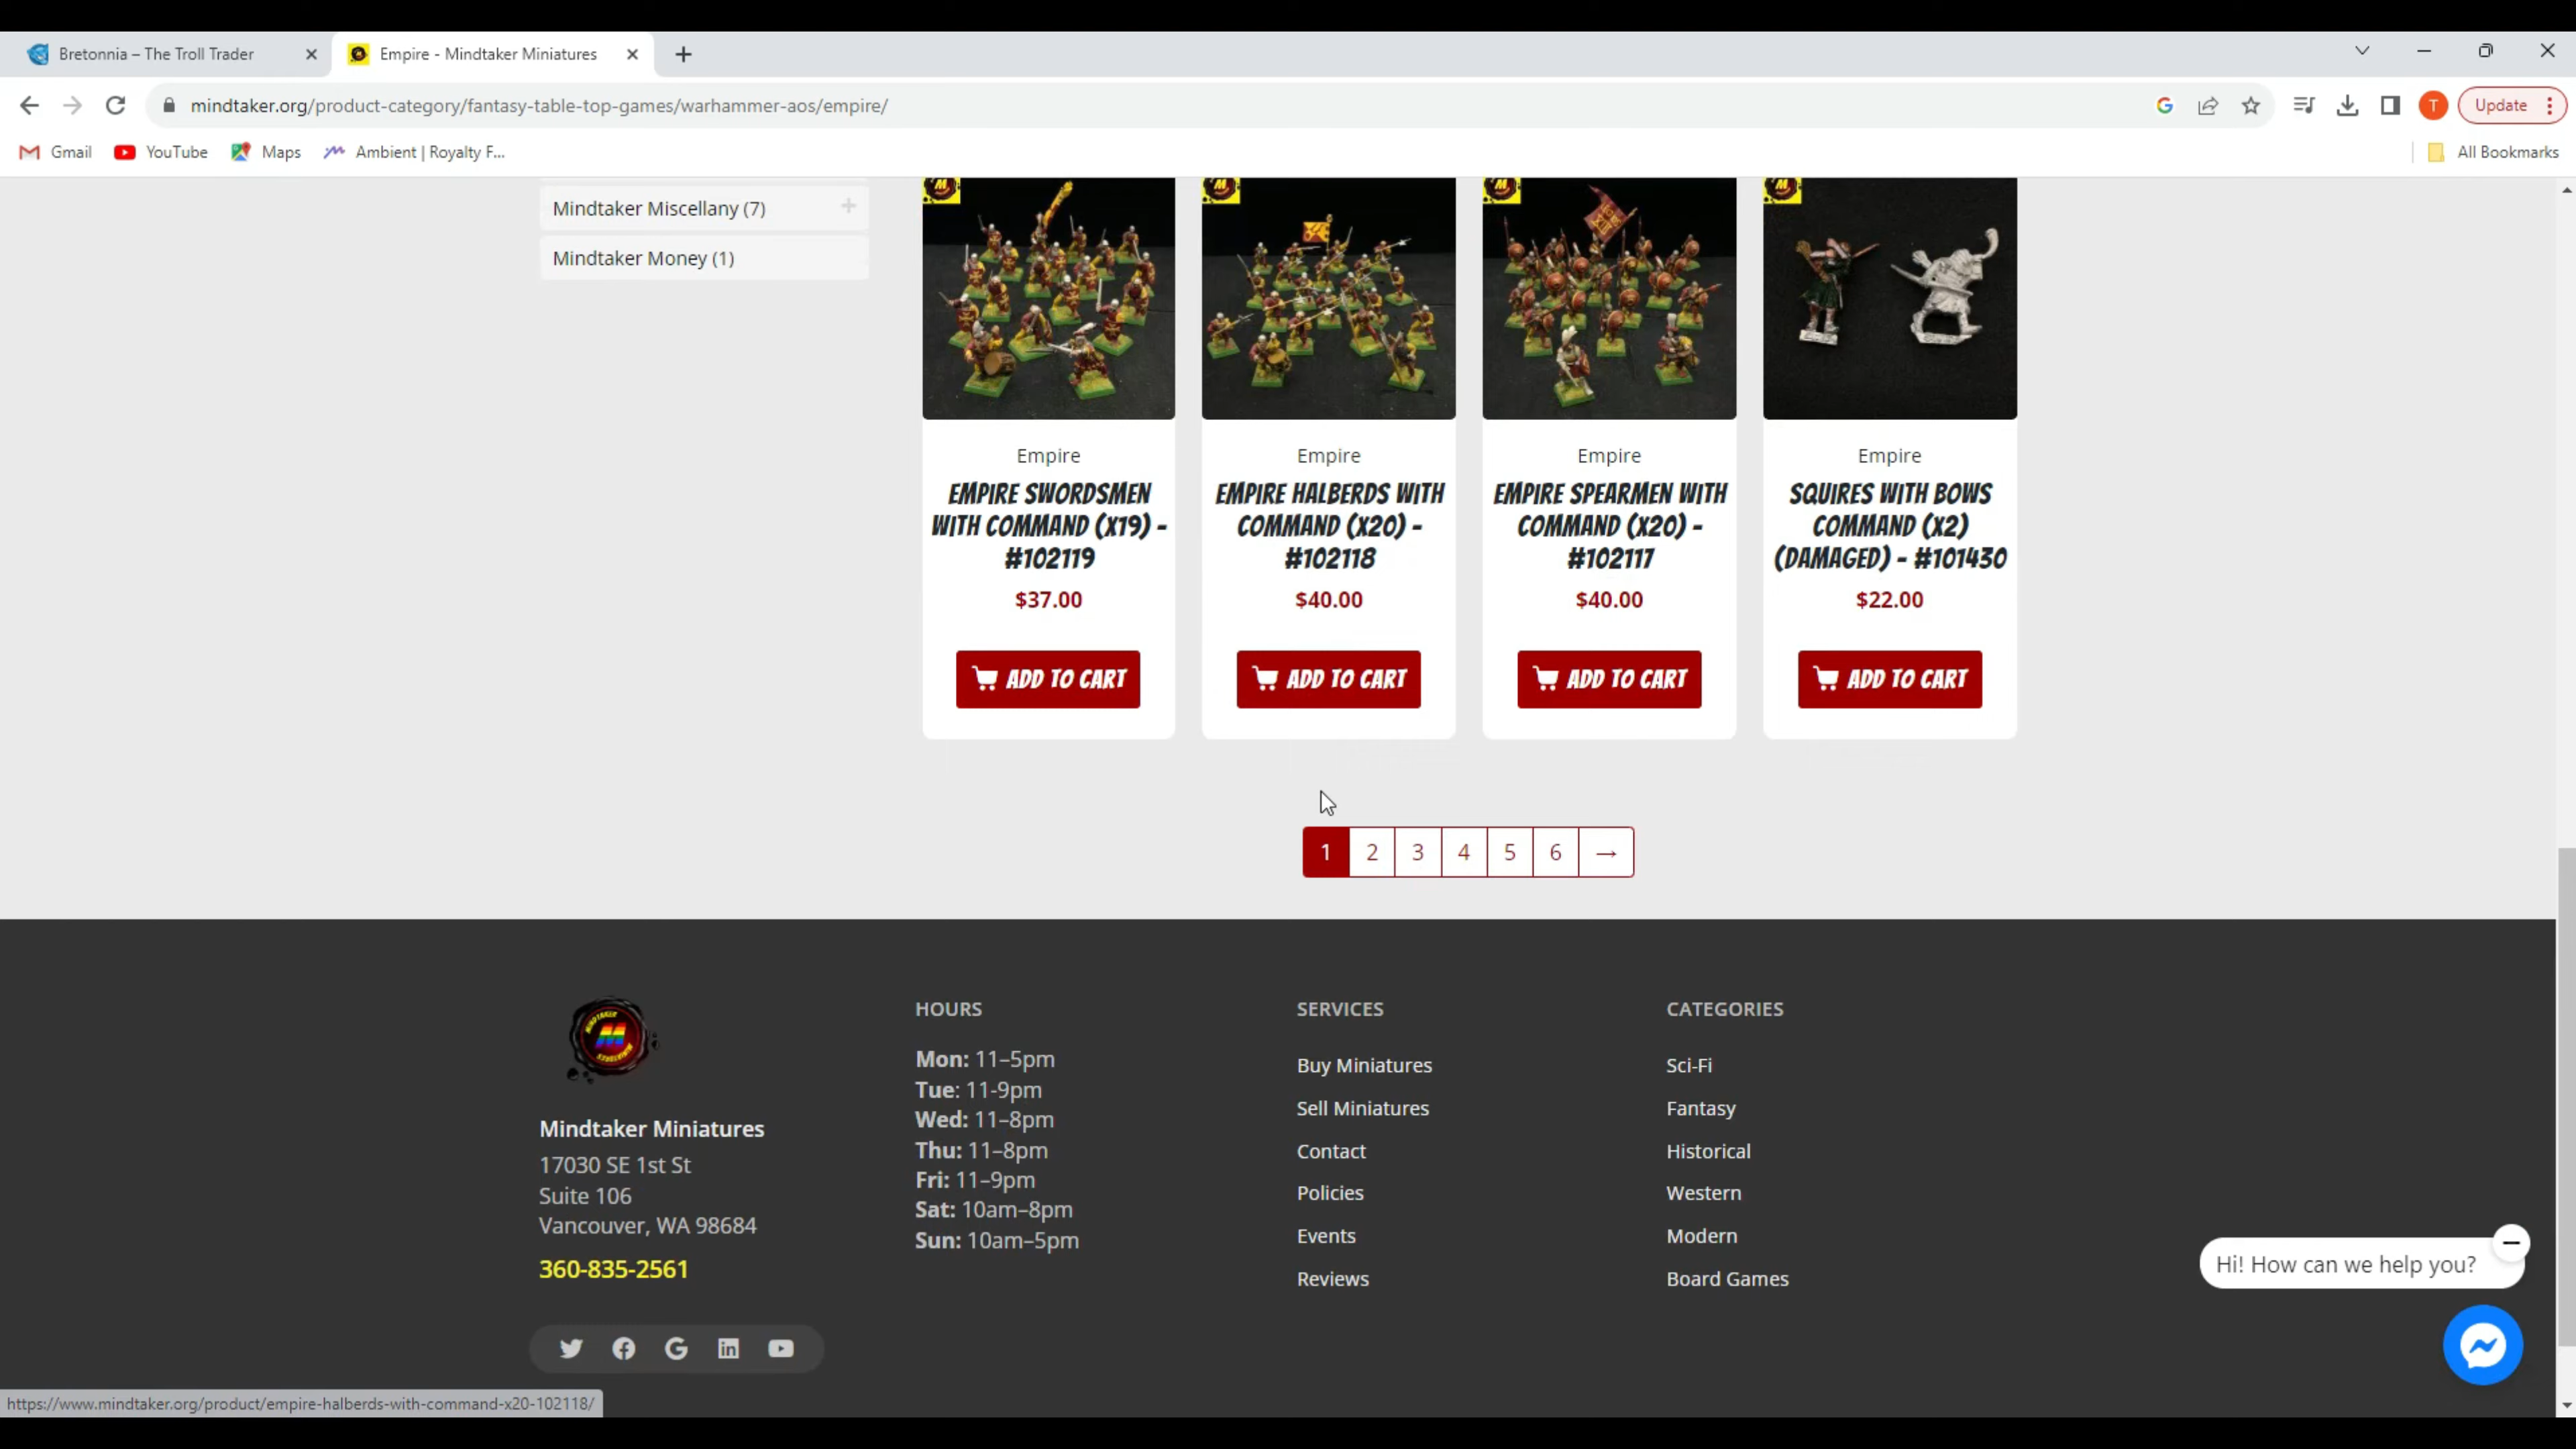 Bretonnia – The Troll Trader
Empire - Mindtaker Miniatures
mindtaker.org/product-category/fantasy-table-top-games/warhammer-aos/empire/
T
Update
Gmail
YouTube
Maps
Ambient | Royalty F...
All Bookmarks
Mindtaker Miscellany (7)
Mindtaker Money (1)
Empire
EMPIRE SWORDSMEN
WITH COMMAND (X19) –
#102119
$37.00
ADD TO CART
Empire
EMPIRE HALBERDS WITH
COMMAND (X20) –
#102118
$40.00
ADD TO CART
Empire
EMPIRE SPEARMEN WITH
COMMAND (X20) –
#102117
$40.00
ADD TO CART
Empire
SQUIRES WITH BOWS
COMMAND (X2)
(DAMAGED) – #101430
$22.00
ADD TO CART
1 2 3 4 5 6 →
MINDTAKER
M
MINIATURES
Mindtaker Miniatures
17030 SE 1st St
Suite 106
Vancouver, WA 98684
360-835-2561
HOURS
Mon: 11–5pm
Tue: 11-9pm
Wed: 11–8pm
Thu: 11–8pm
Fri: 11–9pm
Sat: 10am–8pm
Sun: 10am–5pm
SERVICES
Buy Miniatures
Sell Miniatures
Contact
Policies
Events
Reviews
CATEGORIES
Sci-Fi
Fantasy
Historical
Western
Modern
Board Games
Hi! How can we help you?
https://www.mindtaker.org/product/empire-halberds-with-command-x20-102118/